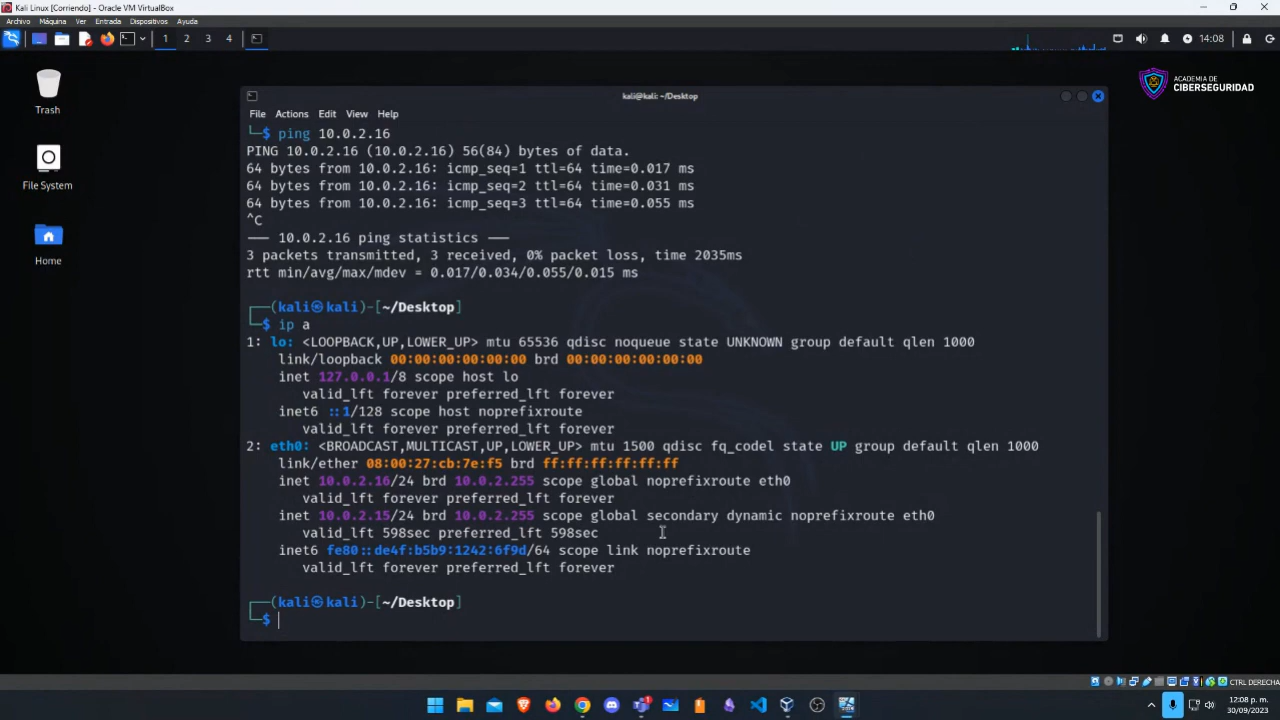 Kali Linux [Corriendo] - Oracle VM VirtualBox
Archivo Máquina Ver Entrada Dispositivos Ayuda
1 2 3 4
14:08
Trash
File System
Home
ACADEMIA DE
CIBERSEGURIDAD
kali@kali: ~/Desktop
File Actions Edit View Help
└─$ ping 10.0.2.16
PING 10.0.2.16 (10.0.2.16) 56(84) bytes of data.
64 bytes from 10.0.2.16: icmp_seq=1 ttl=64 time=0.017 ms
64 bytes from 10.0.2.16: icmp_seq=2 ttl=64 time=0.031 ms
64 bytes from 10.0.2.16: icmp_seq=3 ttl=64 time=0.055 ms
^C
--- 10.0.2.16 ping statistics ---
3 packets transmitted, 3 received, 0% packet loss, time 2035ms
rtt min/avg/max/mdev = 0.017/0.034/0.055/0.015 ms
┌──(kali㉿kali)-[~/Desktop]
└─$ ip a
1: lo: <LOOPBACK,UP,LOWER_UP> mtu 65536 qdisc noqueue state UNKNOWN group default qlen 1000
link/loopback 00:00:00:00:00:00 brd 00:00:00:00:00:00
inet 127.0.0.1/8 scope host lo
valid_lft forever preferred_lft forever
inet6 ::1/128 scope host noprefixroute
valid_lft forever preferred_lft forever
2: eth0: <BROADCAST,MULTICAST,UP,LOWER_UP> mtu 1500 qdisc fq_codel state UP group default qlen 1000
link/ether 08:00:27:cb:7e:f5 brd ff:ff:ff:ff:ff:ff
inet 10.0.2.16/24 brd 10.0.2.255 scope global noprefixroute eth0
valid_lft forever preferred_lft forever
inet 10.0.2.15/24 brd 10.0.2.255 scope global secondary dynamic noprefixroute eth0
valid_lft 598sec preferred_lft 598sec
inet6 fe80::de4f:b5b9:1242:6f9d/64 scope link noprefixroute
valid_lft forever preferred_lft forever
┌──(kali㉿kali)-[~/Desktop]
└─$
CTRL DERECHA
12:08 p. m.
30/09/2023